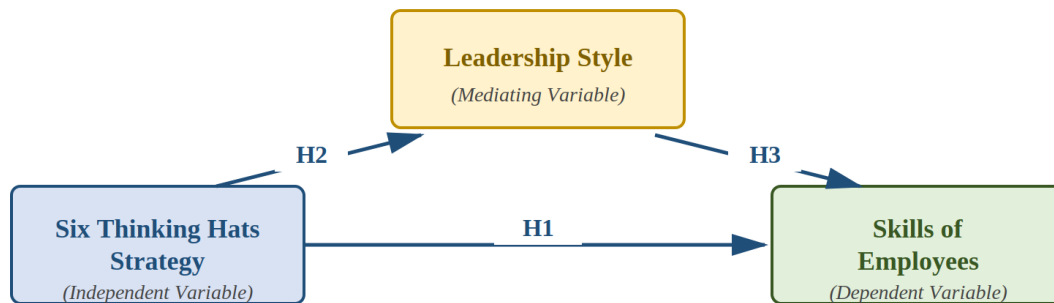 Leadership Style
(Mediating Variable)
H2
H3
Six Thinking Hats
Strategy
(Independent Variable)
H1
Skills of
Employees
(Dependent Variable)